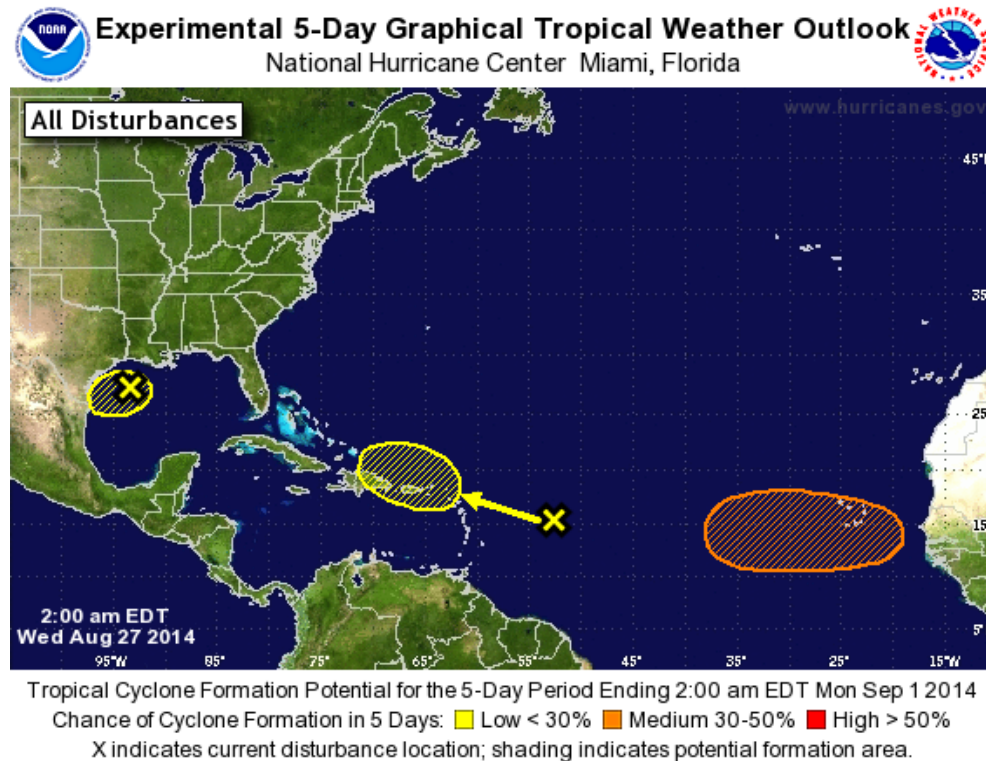 Experimental 5-Day Graphical Tropical Weather Outlook
National Hurricane Center Miami, Florida
NOAA
www.hurricanes.gov
All Disturbances
45°
35°
25°
15°
5°
2:00 am EDT
Wed Aug 27 2014
95°W 85° 75° 65° 55° 45° 35° 25° 15°W
Tropical Cyclone Formation Potential for the 5-Day Period Ending 2:00 am EDT Mon Sep 1 2014
Chance of Cyclone Formation in 5 Days: Low < 30% Medium 30-50% High > 50%
X indicates current disturbance location; shading indicates potential formation area.